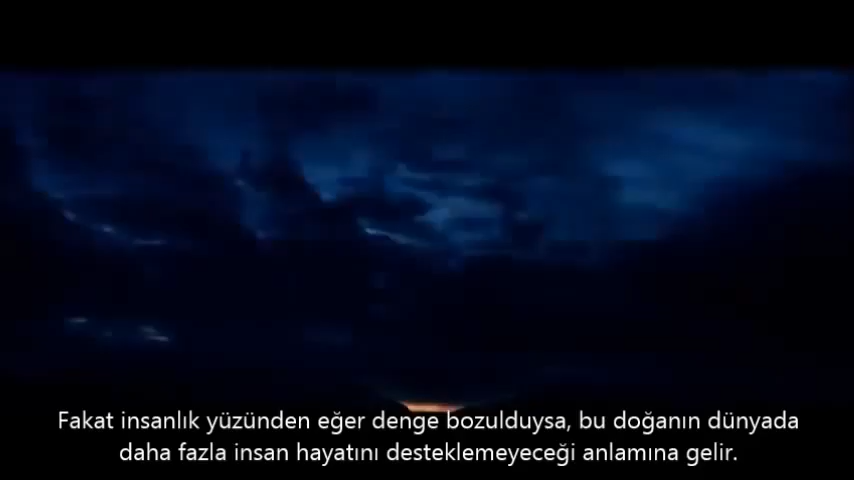 Fakat insanlık yüzünden eğer denge bozulduysa, bu doğanın dünyada
daha fazla insan hayatını desteklemeyeceği anlamına gelir.